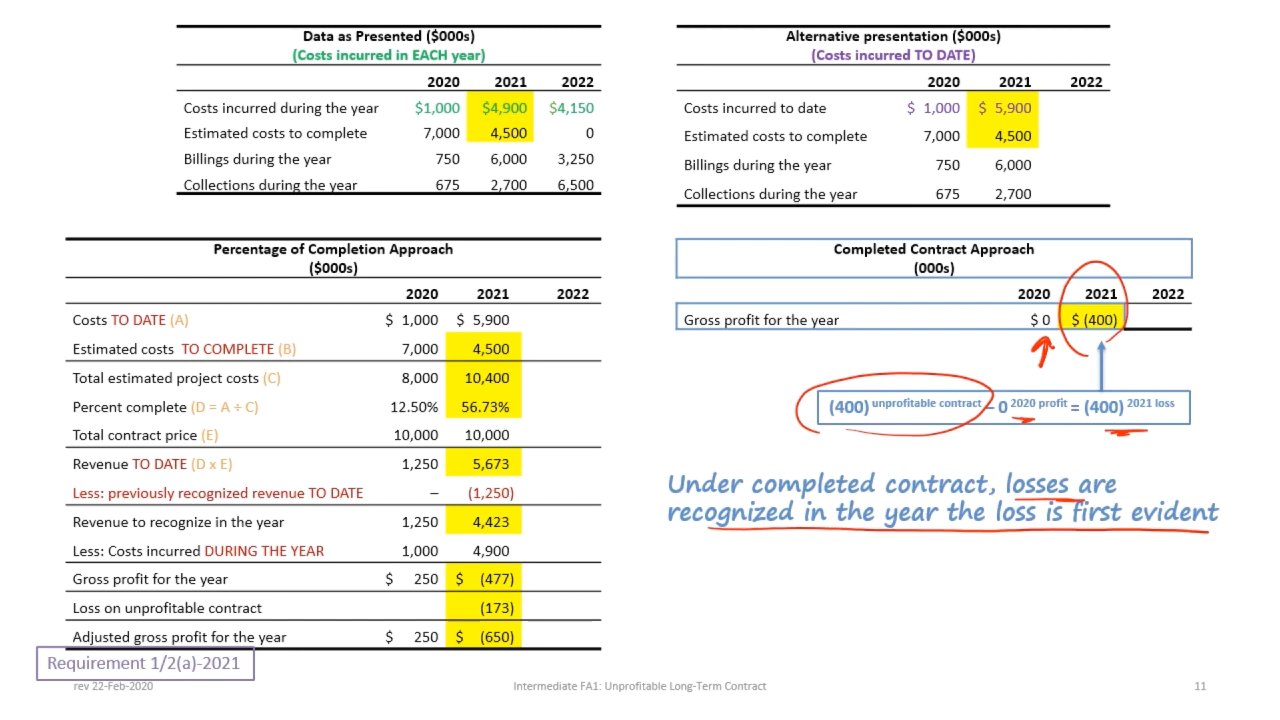 Data as Presented ($000s)
(Costs incurred in EACH year)
2020 2021 2022
Costs incurred during the year $1,000 $4,900 $4,150
Estimated costs to complete 7,000 4,500 0
Billings during the year 750 6,000 3,250
Collections during the year 675 2,700 6,500
Alternative presentation ($000s)
(Costs incurred TO DATE)
2020 2021 2022
Costs incurred to date $ 1,000 $ 5,900
Estimated costs to complete 7,000 4,500
Billings during the year 750 6,000
Collections during the year 675 2,700
Percentage of Completion Approach
($000s)
2020 2021 2022
Costs TO DATE (A) $ 1,000 $ 5,900
Estimated costs TO COMPLETE (B) 7,000 4,500
Total estimated project costs (C) 8,000 10,400
Percent complete (D = A ÷ C) 12.50% 56.73%
Total contract price (E) 10,000 10,000
Revenue TO DATE (D x E) 1,250 5,673
Less: previously recognized revenue TO DATE – (1,250)
Revenue to recognize in the year 1,250 4,423
Less: Costs incurred DURING THE YEAR 1,000 4,900
Gross profit for the year $ 250 $ (477)
Loss on unprofitable contract (173)
Adjusted gross profit for the year $ 250 $ (650)
Completed Contract Approach
(000s)
2020 2021 2022
Gross profit for the year $ 0 $ (400)
(400) unprofitable contract – 0 2020 profit = (400) 2021 loss
Under completed contract, losses are
recognized in the year the loss is first evident
Requirement 1/2(a)-2021
rev 22-Feb-2020 Intermediate FA1: Unprofitable Long-Term Contract 11